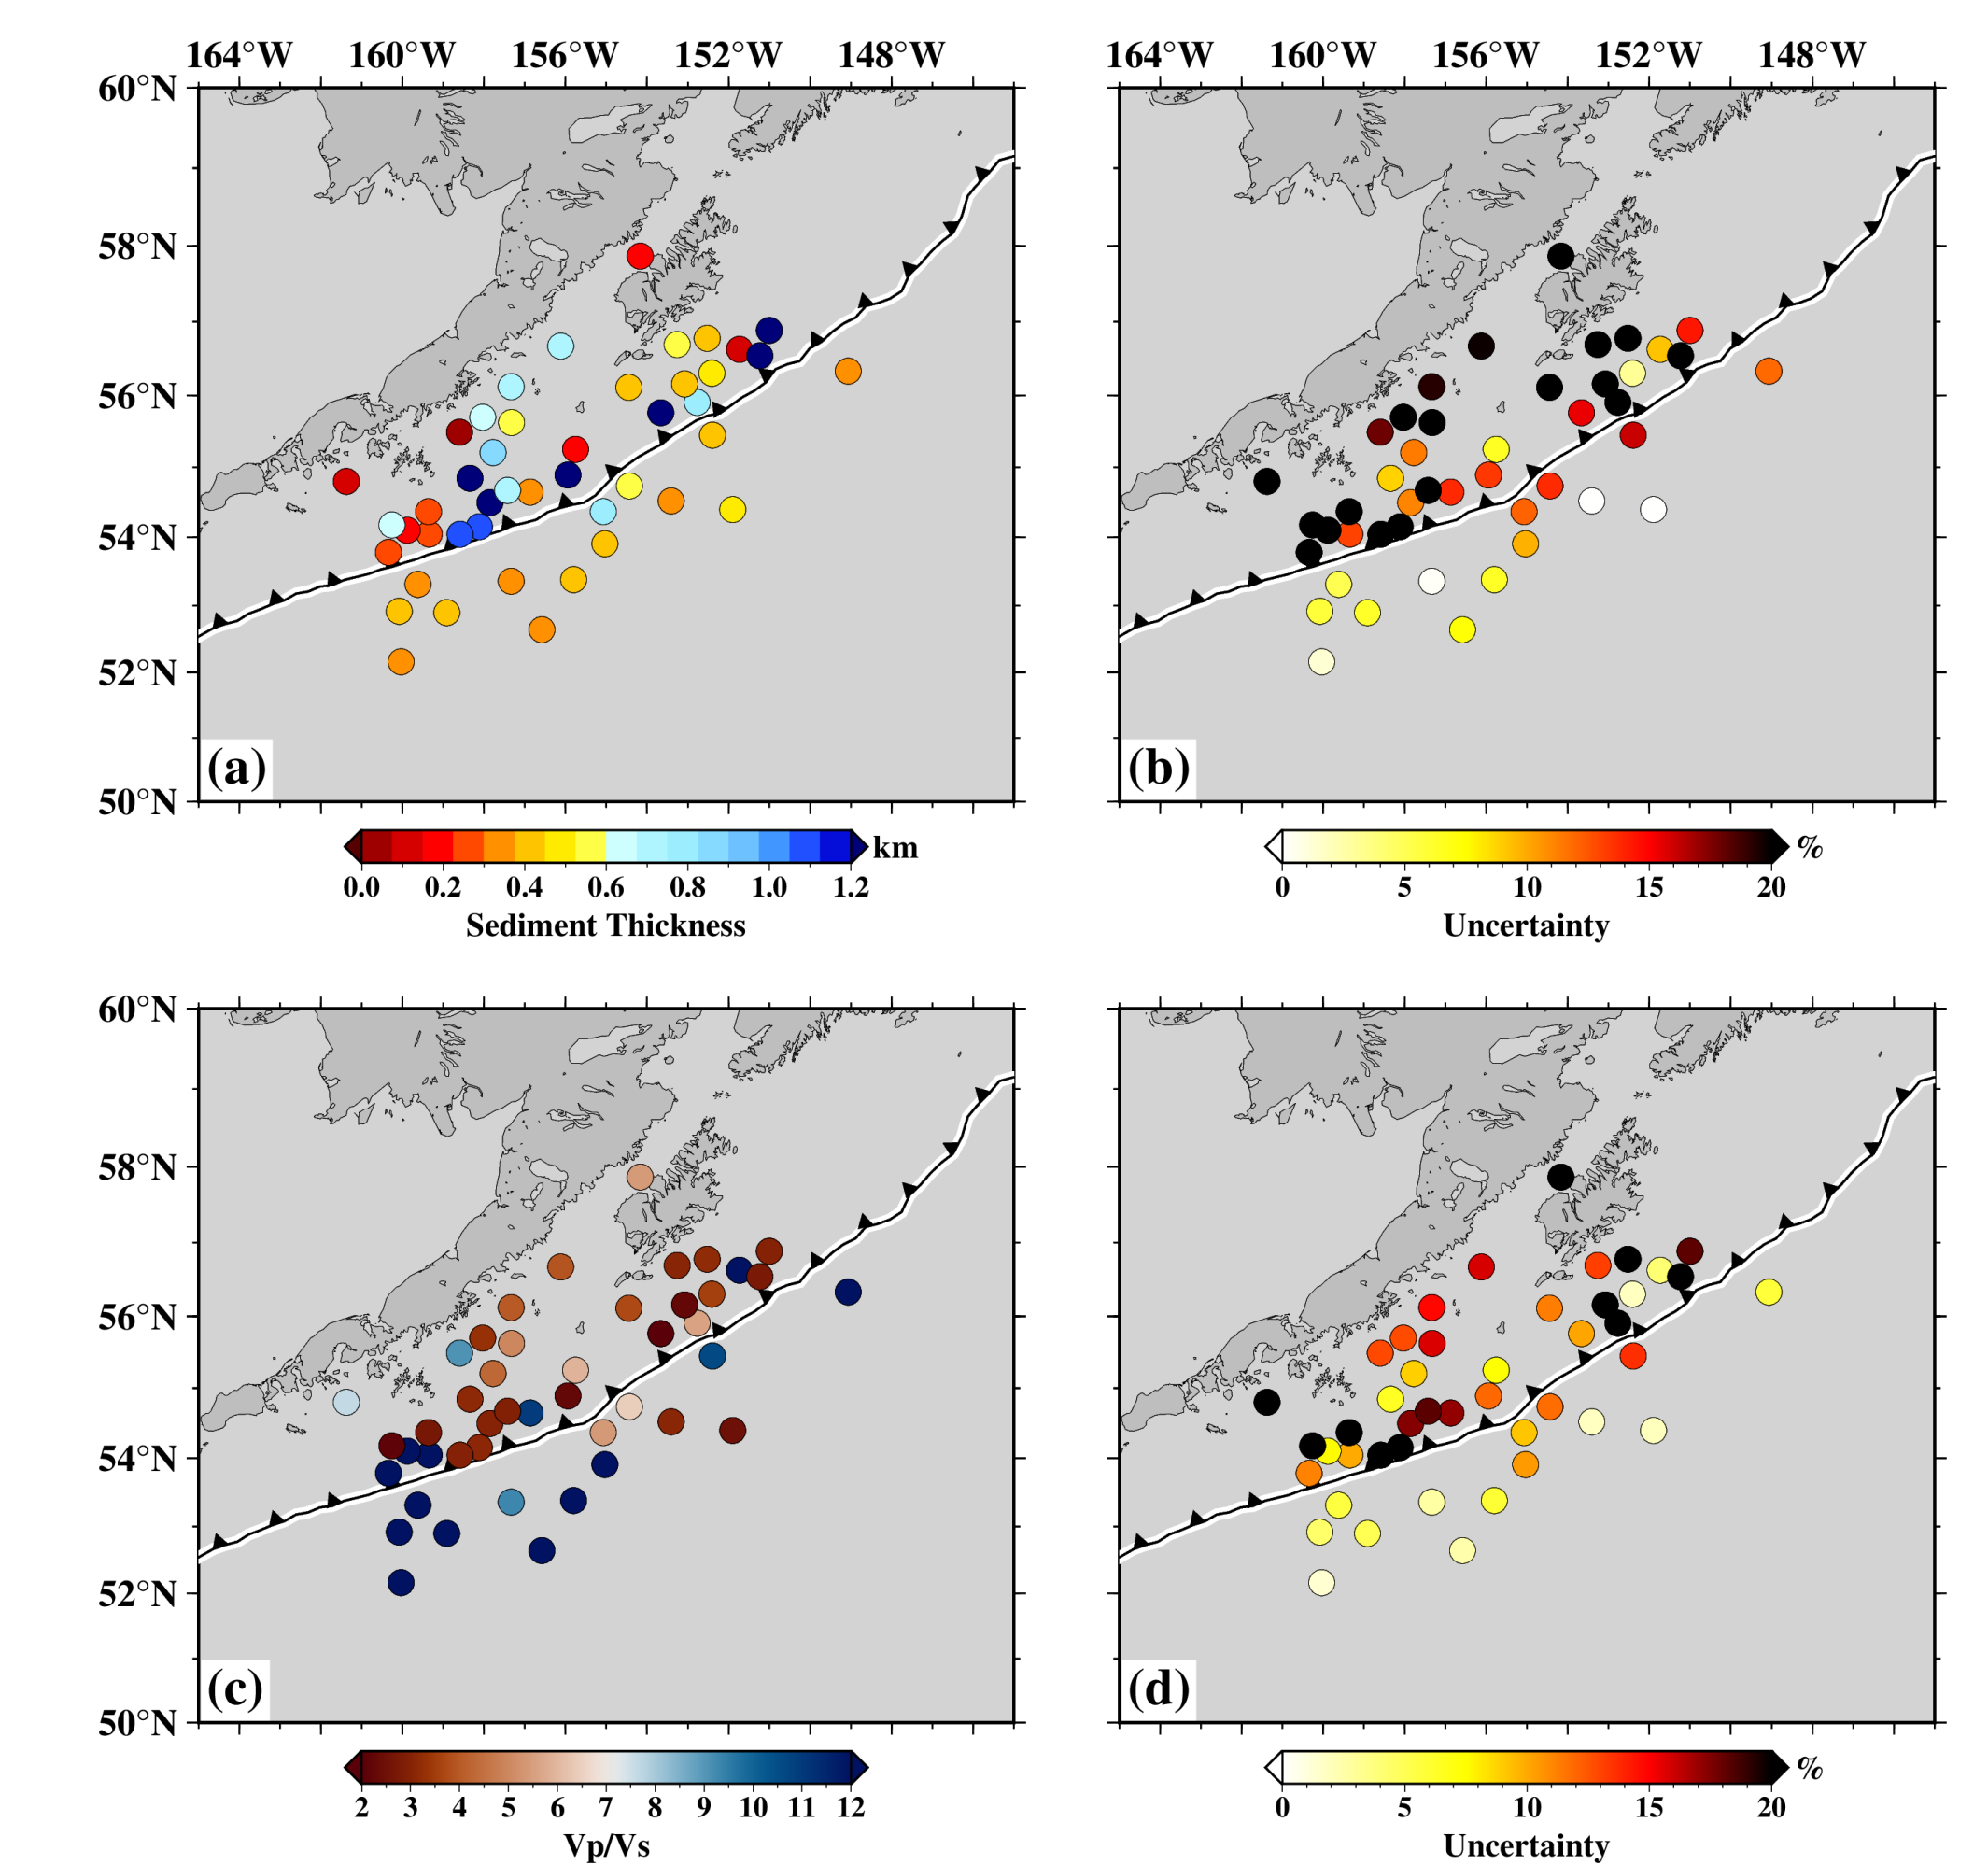 164°W 160°W 156°W 152°W 148°W
164°W 160°W 156°W 152°W 148°W
60°N
58°N
56°N
54°N
52°N
50°N
(a)
(b)
km
0.0 0.2 0.4 0.6 0.8 1.0 1.2
Sediment Thickness
%
0 5 10 15 20
Uncertainty
60°N
58°N
56°N
54°N
52°N
50°N
(c)
(d)
2 3 4 5 6 7 8 9 10 11 12
Vp/Vs
%
0 5 10 15 20
Uncertainty